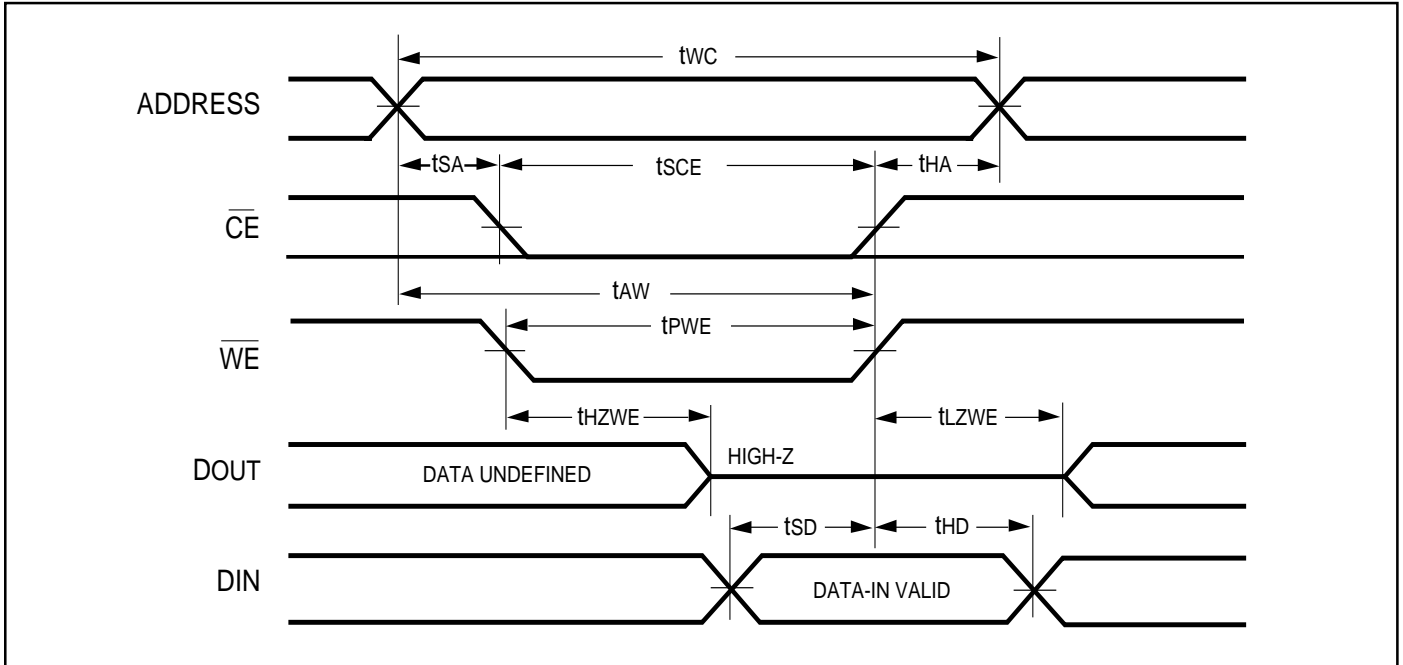 tWC
ADDRESS
tSA
tSCE
tHA
CE
tAW
tPWE
WE
tHZWE
tLZWE
DOUT
DATA UNDEFINED
HIGH-Z
tSD
tHD
DIN
DATA-IN VALID